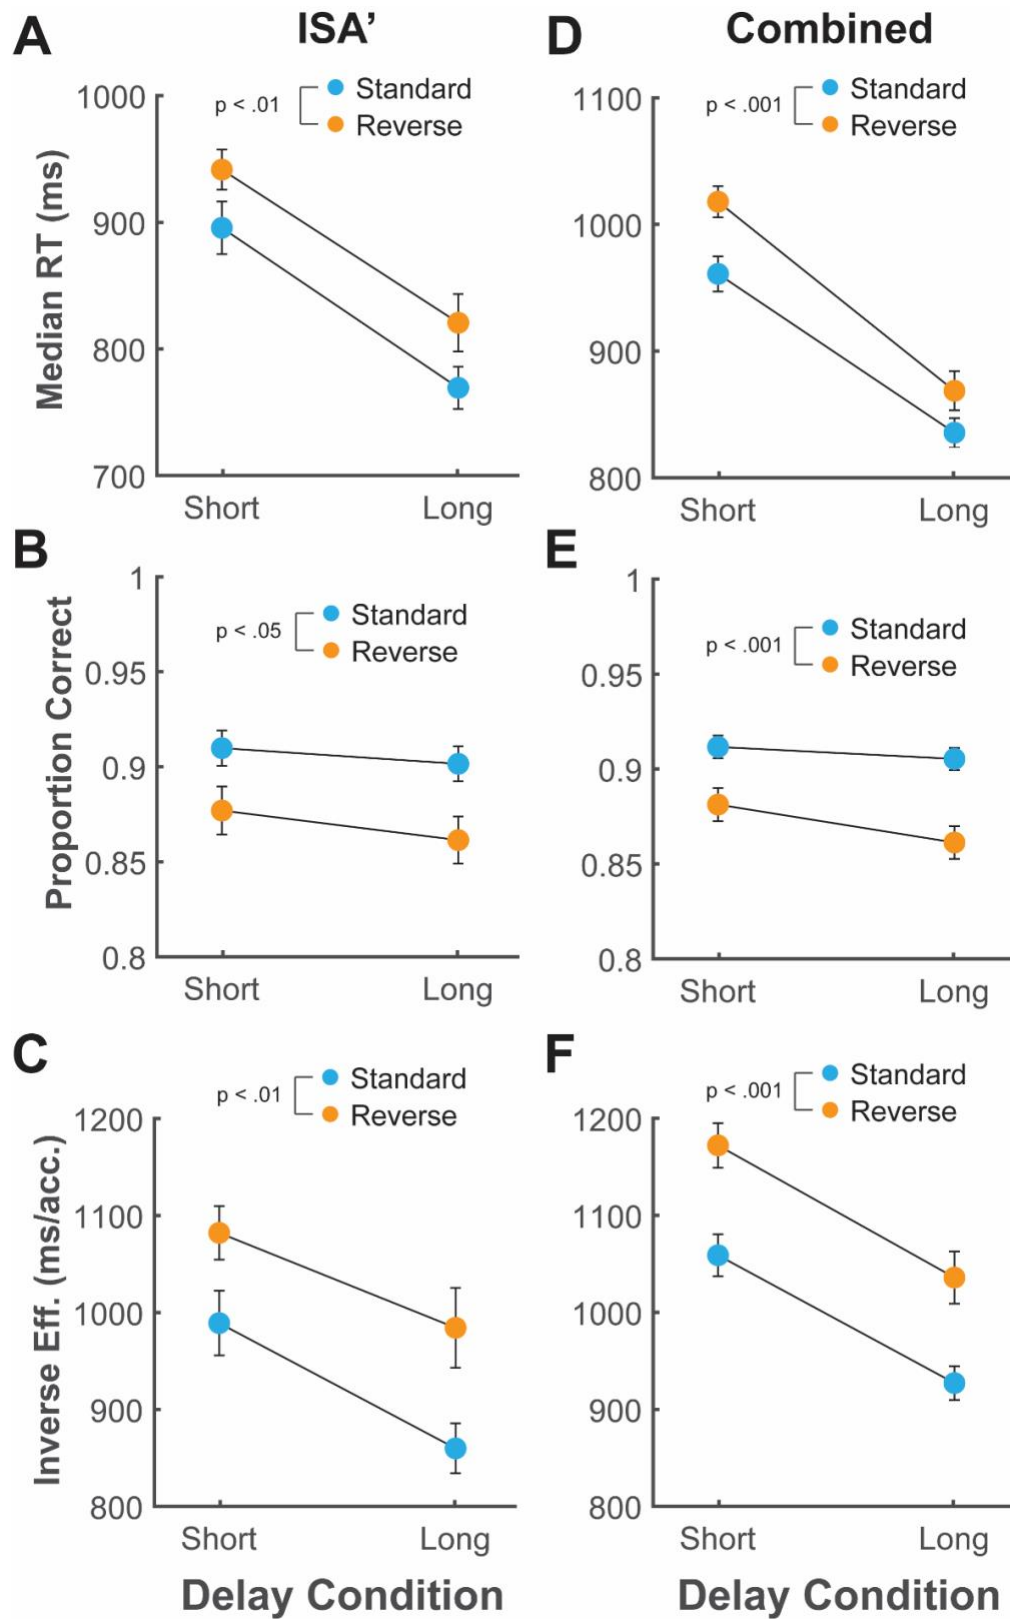 A
ISA’
Median RT (ms)
1000
900
800
700
p < .01
Standard
Reverse
Short
Long
D
Combined
1100
1000
900
800
p < .001
Standard
Reverse
Short
Long
B
Proportion Correct
1
0.95
0.9
0.85
0.8
p < .05
Standard
Reverse
Short
Long
E
1
0.95
0.9
0.85
0.8
p < .001
Standard
Reverse
Short
Long
C
Inverse Eff. (ms/acc.)
1200
1100
1000
900
800
p < .01
Standard
Reverse
Short
Long
Delay Condition
F
1200
1100
1000
900
800
p < .001
Standard
Reverse
Short
Long
Delay Condition